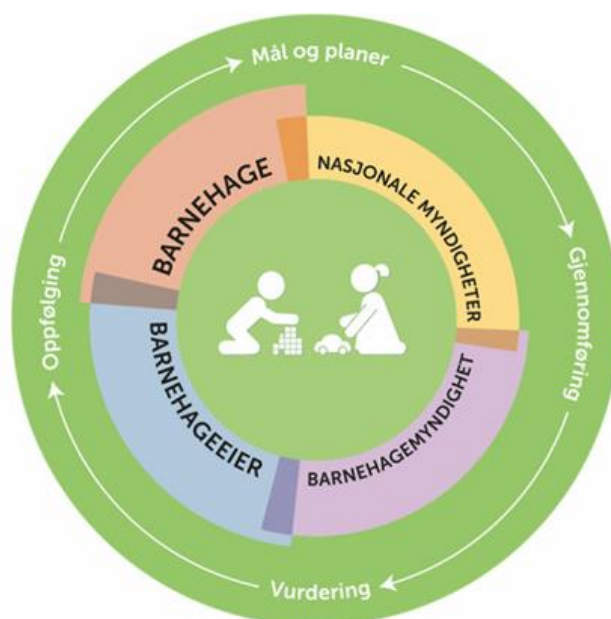 Mål og planer
Gjennomføring
Vurdering
Oppfølging
BARNEHAGE
NASJONALE MYNDIGHETER
BARNEHAGEMYNDIGHET
BARNEHAGEEIER